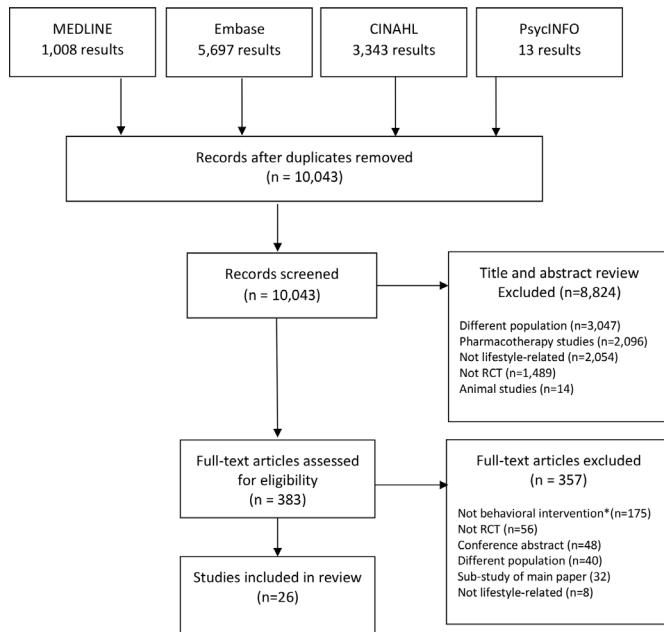 MEDLINE
1,008 results
Embase
5,697 results
CINAHL
3,343 results
PsycINFO
13 results
Records after duplicates removed
(n = 10,043)
Records screened
(n = 10,043)
Title and abstract review
Excluded (n=8,824)
Different population (n=3,047)
Pharmacotherapy studies (n=2,096)
Not lifestyle-related (n=2,054)
Not RCT (n=1,489)
Animal studies (n=14)
Full-text articles assessed
for eligibility
(n = 383)
Full-text articles excluded
(n = 357)
Not behavioral intervention*(n=175)
Not RCT (n=56)
Conference abstract (n=48)
Different population (n=40)
Sub-study of main paper (32)
Not lifestyle-related (n=8)
Studies included in review
(n=26)